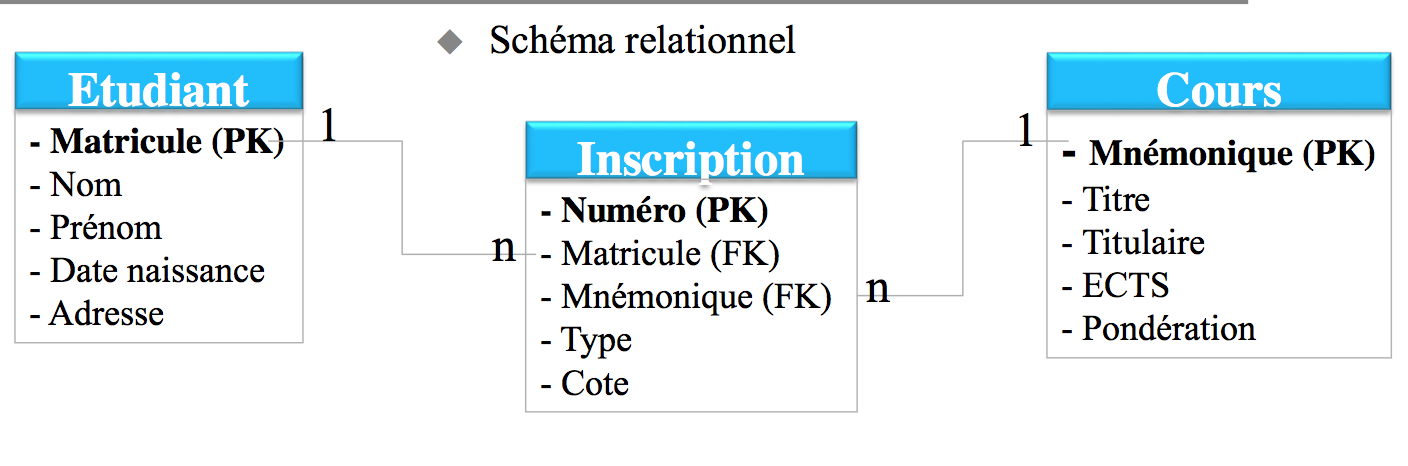 ◆ Schéma relationnel
Etudiant
- Matricule (PK)
- Nom
- Prénom
- Date naissance
- Adresse
1
n
Inscription
- Numéro (PK)
- Matricule (FK)
- Mnémonique (FK)
- Type
- Cote
n
1
Cours
- Mnémonique (PK)
- Titre
- Titulaire
- ECTS
- Pondération